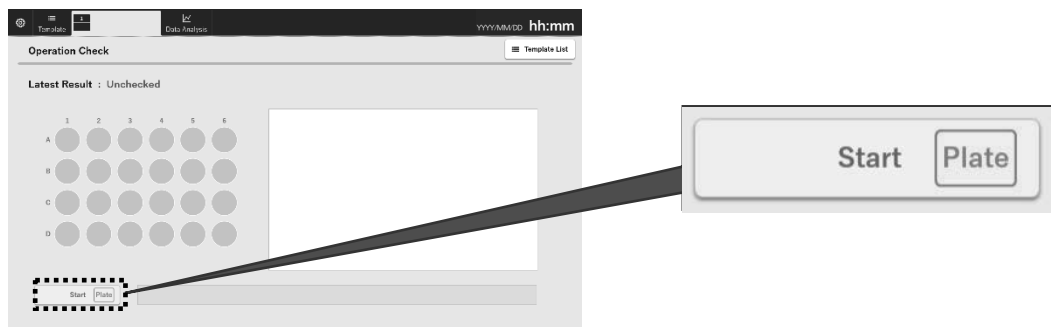 1
Template
Data Analysis
YYYY/MM/DD hh:mm
Operation Check
Template List
Latest Result : Unchecked
1 2 3 4 5 6
A
B
C
D
Start Plate
Start Plate